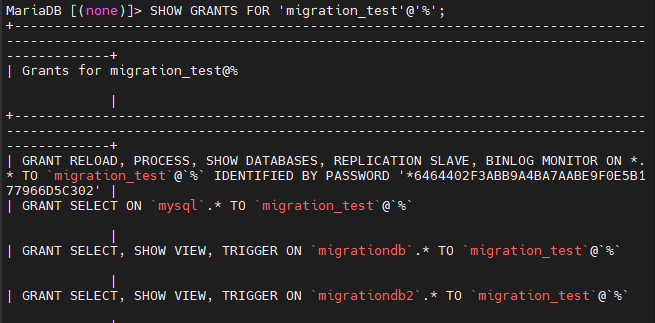 MariaDB [(none)]> SHOW GRANTS FOR 'migration_test'@'%';
+------------------------------------------------------------------------------
-------------------------------------------------------------------------------
-------------+
| Grants for migration_test@%
|
+------------------------------------------------------------------------------
-------------------------------------------------------------------------------
-------------+
| GRANT RELOAD, PROCESS, SHOW DATABASES, REPLICATION SLAVE, BINLOG MONITOR ON *.
* TO `migration_test`@`%` IDENTIFIED BY PASSWORD '*6464402F3ABB9A4BA7AABE9F0E5B1
77966D5C302' |
| GRANT SELECT ON `mysql`.* TO `migration_test`@`%`
|
| GRANT SELECT, SHOW VIEW, TRIGGER ON `migrationdb`.* TO `migration_test`@`%`
|
| GRANT SELECT, SHOW VIEW, TRIGGER ON `migrationdb2`.* TO `migration_test`@`%`
|